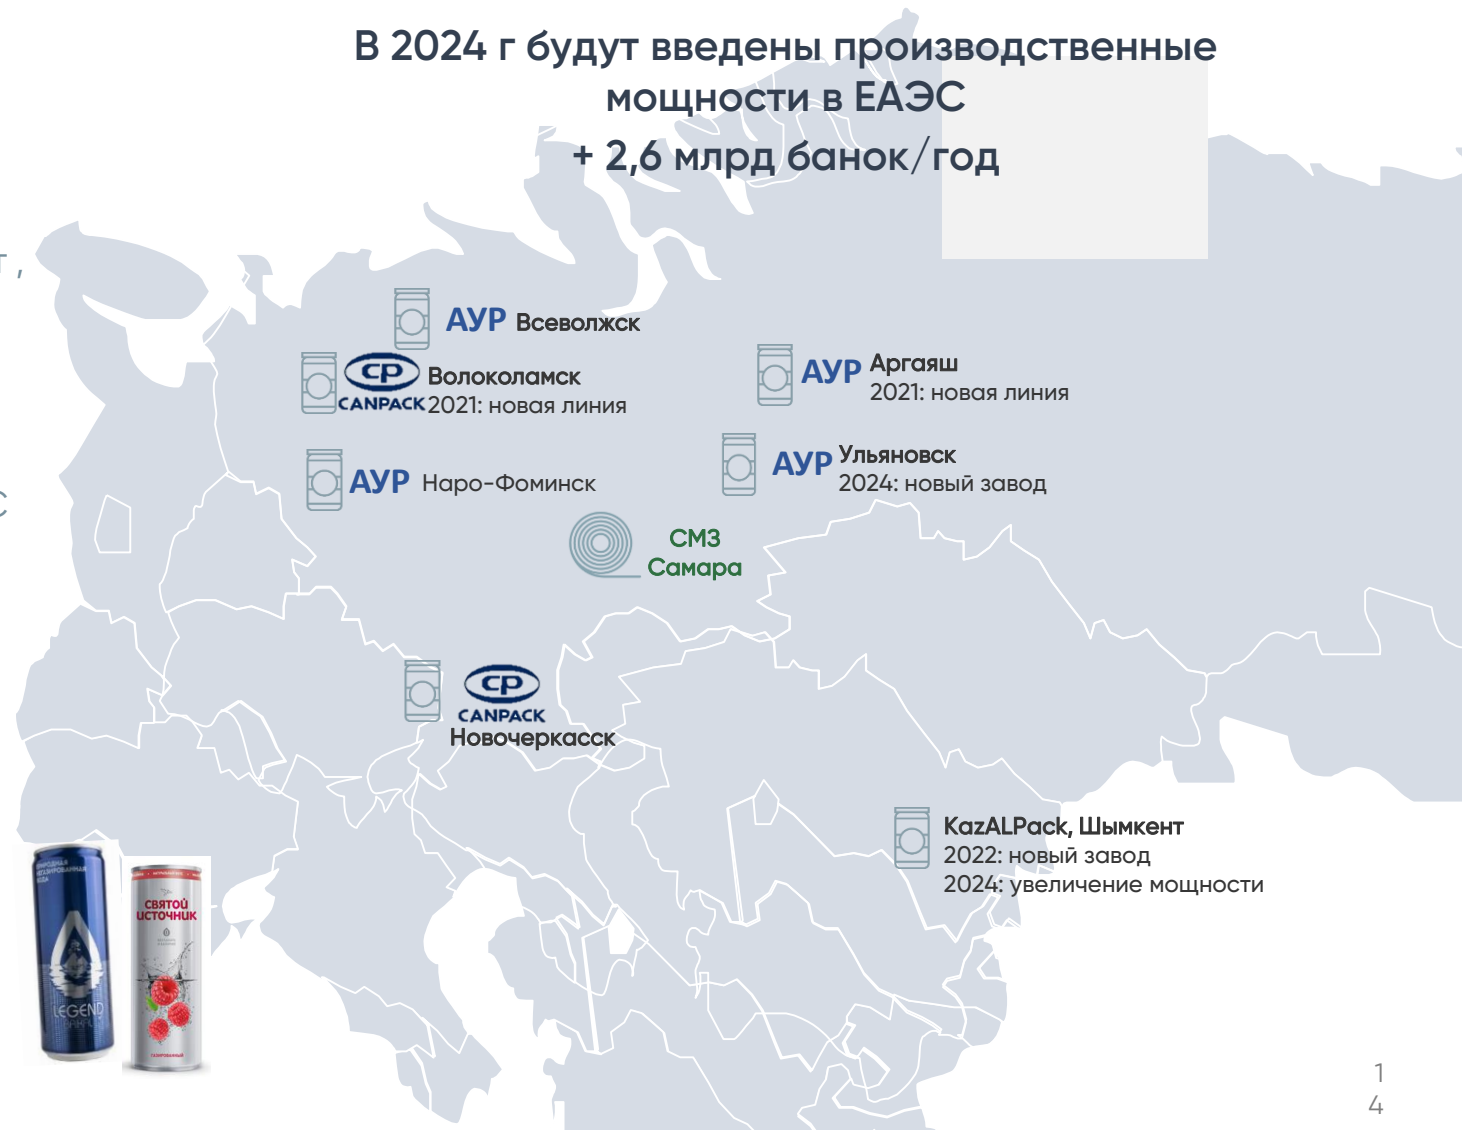 В 2024 г будут введены производственные
мощности в ЕАЭС
+ 2,6 млрд банок/год
т ,
С
АУР Всеволжск
CP
CANPACK
Волоколамск
2021: новая линия
АУР Аргаяш
2021: новая линия
АУР Наро-Фоминск
АУР Ульяновск
2024: новый завод
СМЗ
Самара
CP
CANPACK
Новочеркасск
KazALPack, Шымкент
2022: новый завод
2024: увеличение мощности
LEGEND
СВЯТОЙ
ИСТОЧНИК
ГАЗИРОВАННЫЙ
1
4